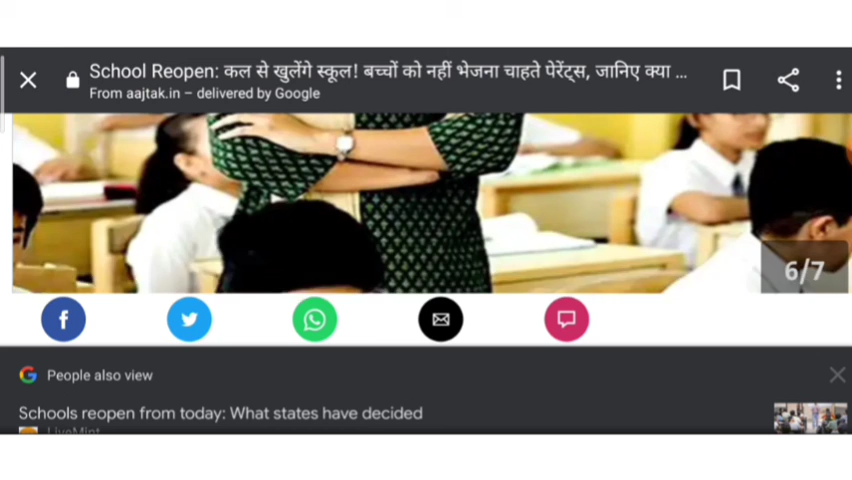 School Reopen: कल से खुलेंगे स्कूल! बच्चों को नहीं भेजना चाहते पेरेंट्स, जानिए क्या ...
From aajtak.in – delivered by Google
6/7
People also view
Schools reopen from today: What states have decided
LiveMint